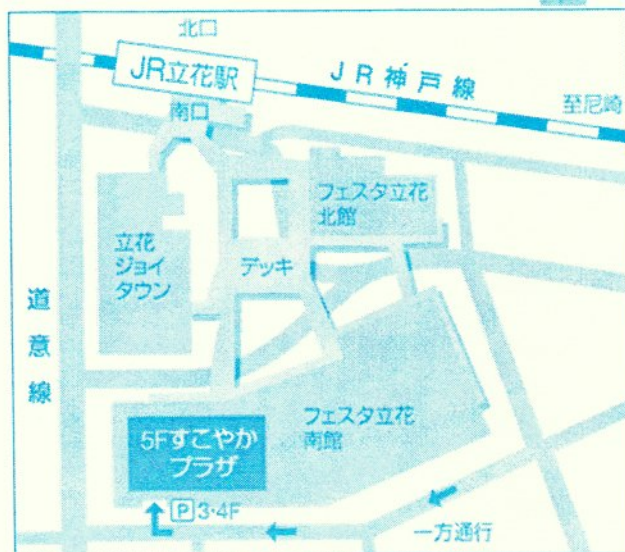 北口
JR立花駅
JR神戸線
至尼崎
南口
フェスタ立花
北館
立花
ジョイ
タウン
デッキ
道意線
フェスタ立花
南館
5Fすこやか
プラザ
P3・4F
一方通行